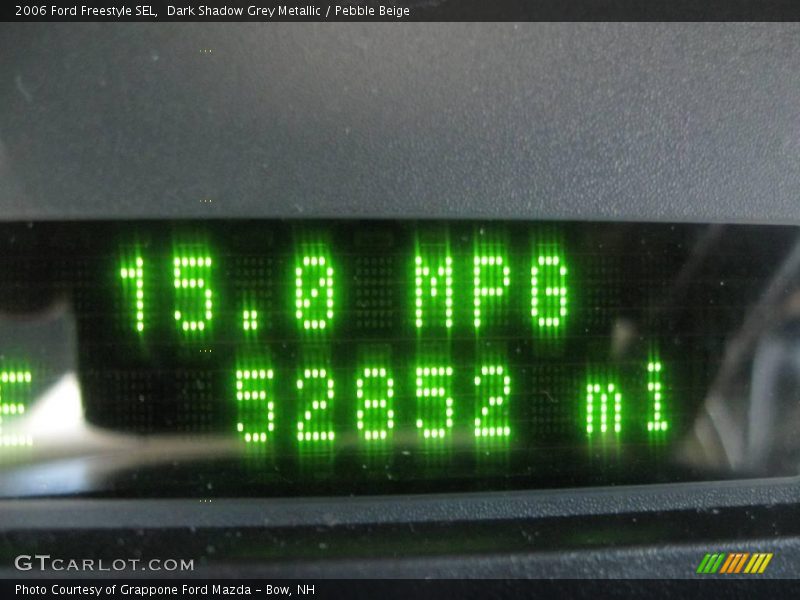 2006 Ford Freestyle SEL,  Dark Shadow Grey Metallic / Pebble Beige
15.0 MPG
E 52852 mi
GTCARLOT.COM
Photo Courtesy of Grappone Ford Mazda - Bow, NH